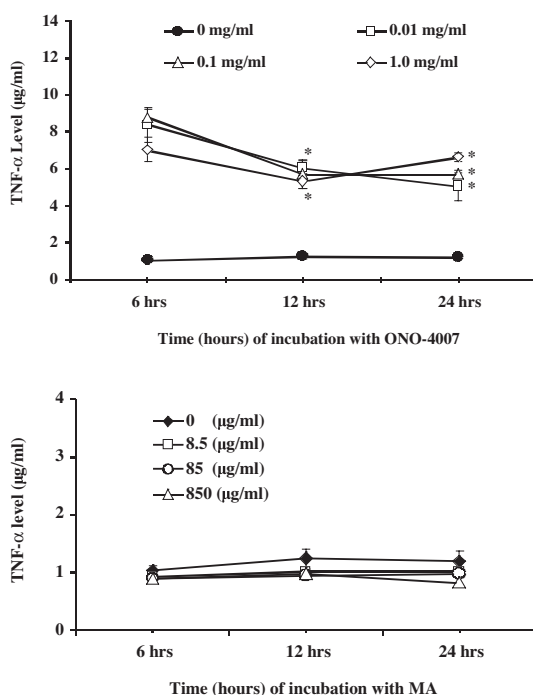 14
12
10
8
6
4
2
0
TNF-α Level (µg/ml)
0 mg/ml
0.01 mg/ml
0.1 mg/ml
1.0 mg/ml
*
*
*
*
*
6 hrs
12 hrs
24 hrs
Time (hours) of incubation with ONO-4007
4
3
2
1
0
TNF-α level (µg/ml)
0 (µg/ml)
8.5 (µg/ml)
85 (µg/ml)
850 (µg/ml)
6 hrs
12 hrs
24 hrs
Time (hours) of incubation with MA